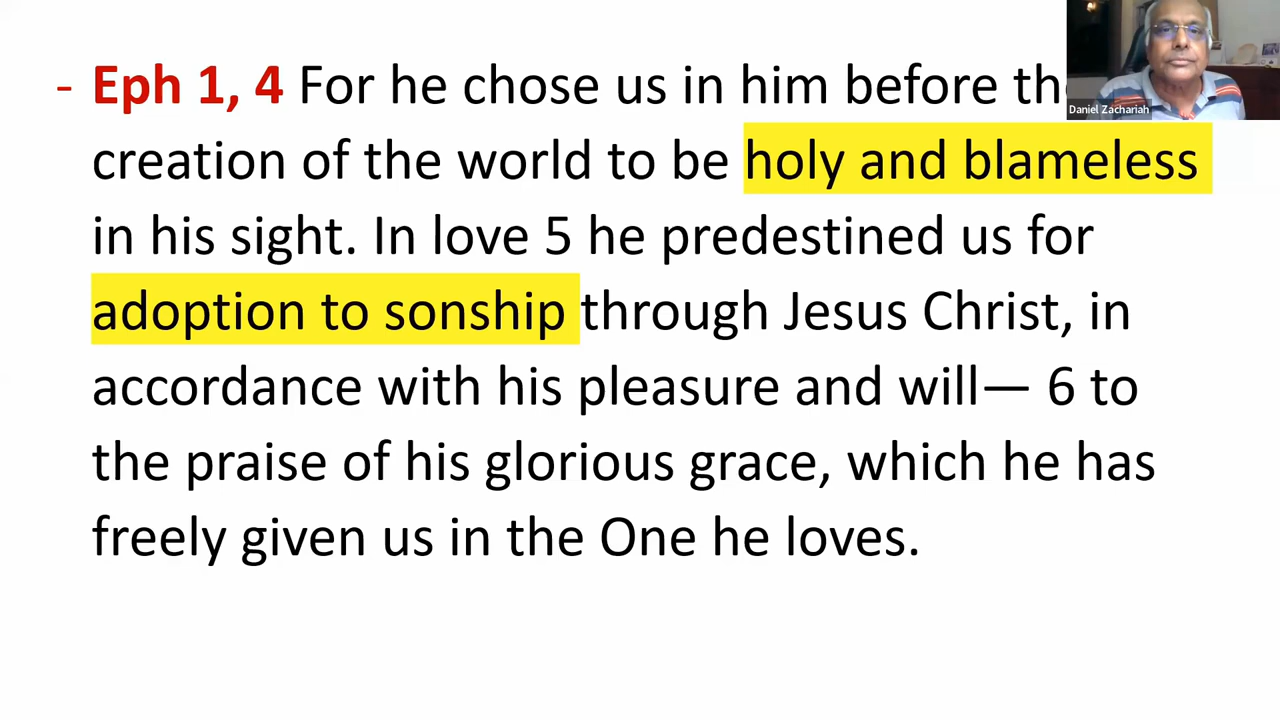 - Eph 1, 4 For he chose us in him before
creation of the world to be holy and blameless
in his sight. In love 5 he predestined us for
adoption to sonship through Jesus Christ, in
accordance with his pleasure and will— 6 to
the praise of his glorious grace, which he has
freely given us in the One he loves.
Daniel Zachariah